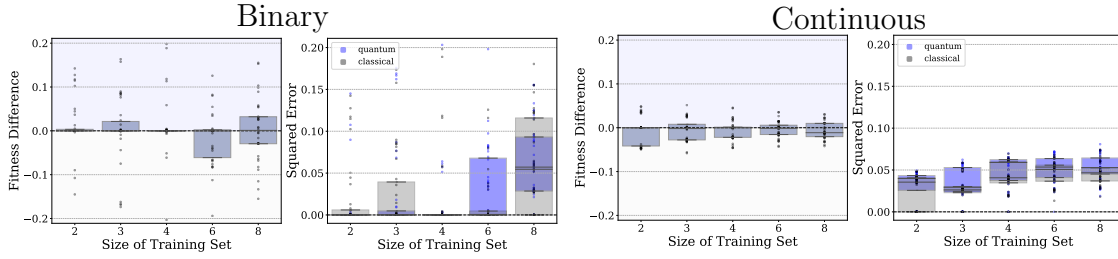 Binary
Continuous
Fitness Difference
0.2
0.1
0.0
−0.1
−0.2
2 3 4 6 8
Size of Training Set
Squared Error
0.20
0.15
0.10
0.05
0.00
quantum
classical
2 3 4 6 8
Size of Training Set
Fitness Difference
0.2
0.1
0.0
−0.1
−0.2
2 3 4 6 8
Size of Training Set
Squared Error
0.20
0.15
0.10
0.05
0.00
quantum
classical
2 3 4 6 8
Size of Training Set